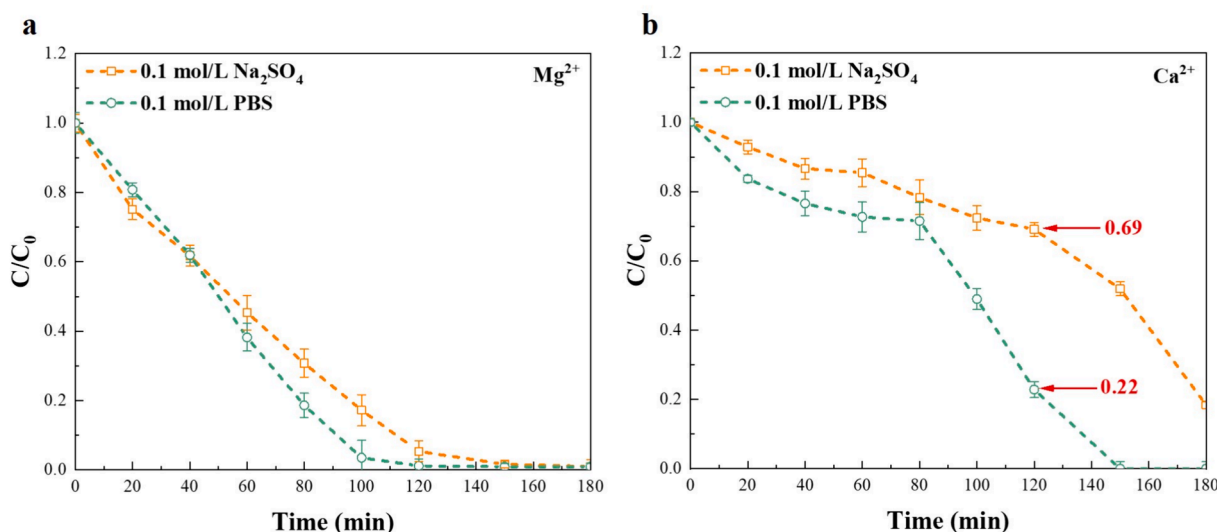 a
1.2
1.0
0.8
0.6
0.4
0.2
0.0
C/C₀
0.1 mol/L Na₂SO₄
0.1 mol/L PBS
Mg²⁺
0 20 40 60 80 100 120 140 160 180
Time (min)
b
1.2
1.0
0.8
0.6
0.4
0.2
0.0
C/C₀
0.1 mol/L Na₂SO₄
0.1 mol/L PBS
Ca²⁺
0.69
0.22
20 40 60 80 100 120 140 160 180
Time (min)